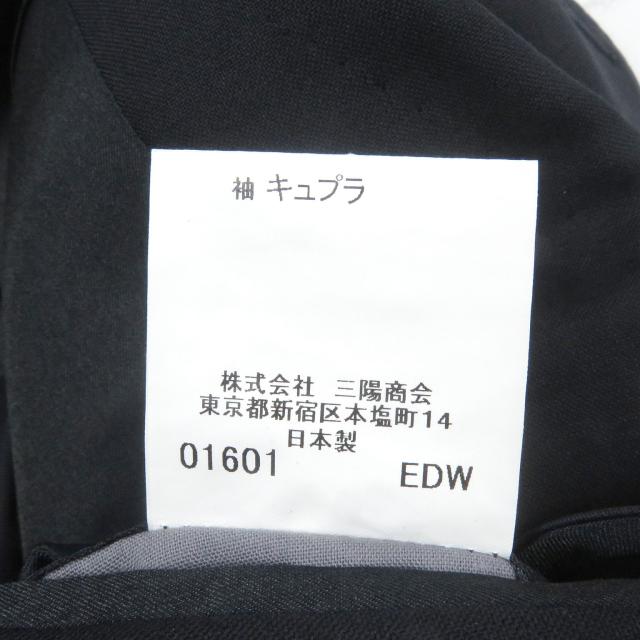 袖 キュプラ
株式会社 三陽商会
東京都新宿区本塩町14
日本製
01601 EDW